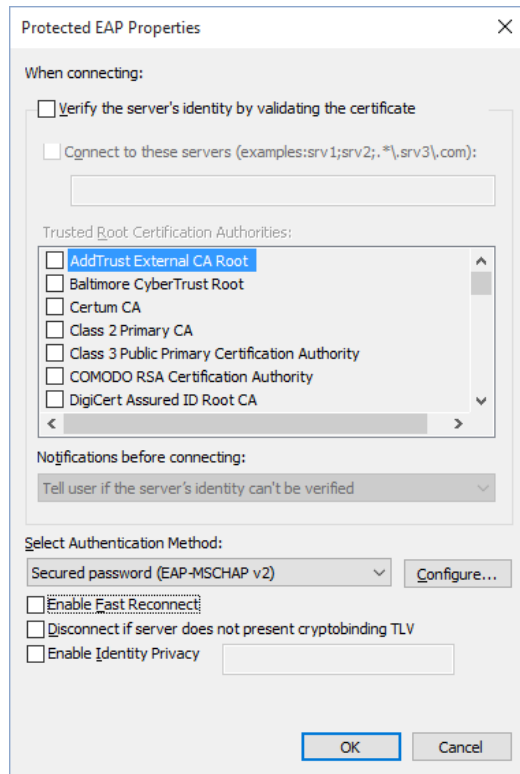 Protected EAP Properties
When connecting:
Verify the server's identity by validating the certificate
Connect to these servers (examples:srv1;srv2;.*\.srv3\.com):
Trusted Root Certification Authorities:
AddTrust External CA Root
Baltimore CyberTrust Root
Certum CA
Class 2 Primary CA
Class 3 Public Primary Certification Authority
COMODO RSA Certification Authority
DigiCert Assured ID Root CA
Notifications before connecting:
Tell user if the server's identity can't be verified
Select Authentication Method:
Secured password (EAP-MSCHAP v2) Configure...
Enable Fast Reconnect
Disconnect if server does not present cryptobinding TLV
Enable Identity Privacy
OK Cancel